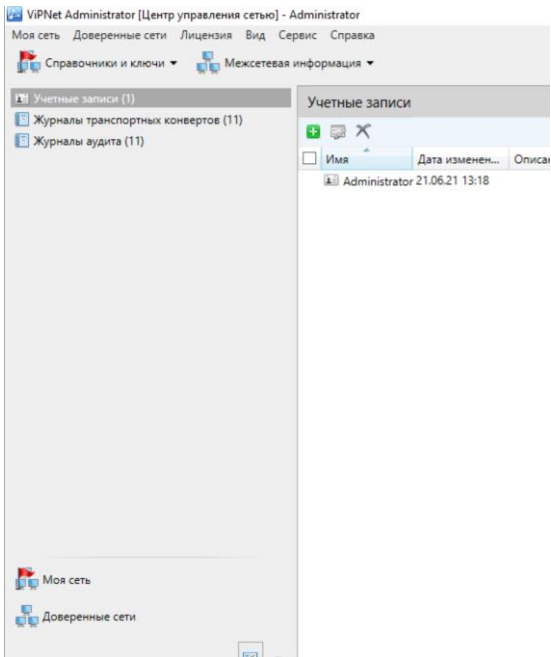 ViPNet Administrator [Центр управления сетью] - Administrator
Моя сеть Доверенные сети Лицензия Вид Сервис Справка
Справочники и ключи Межсетевая информация
Учетные записи (1)
Журналы транспортных конвертов (11)
Журналы аудита (11)
Учетные записи
Имя Дата изменен... Описан
Administrator 21.06.21 13:18
Моя сеть
Доверенные сети